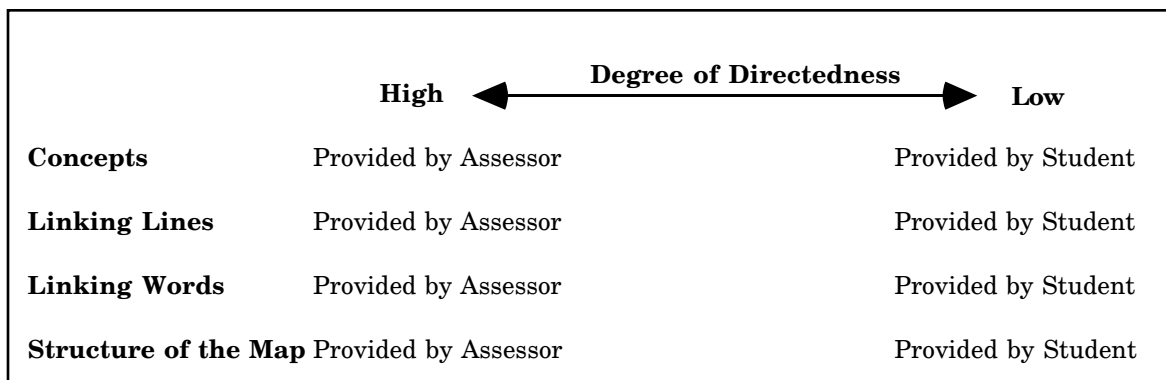 Degree of Directedness
High Low
Concepts Provided by Assessor Provided by Student
Linking Lines Provided by Assessor Provided by Student
Linking Words Provided by Assessor Provided by Student
Structure of the Map Provided by Assessor Provided by Student